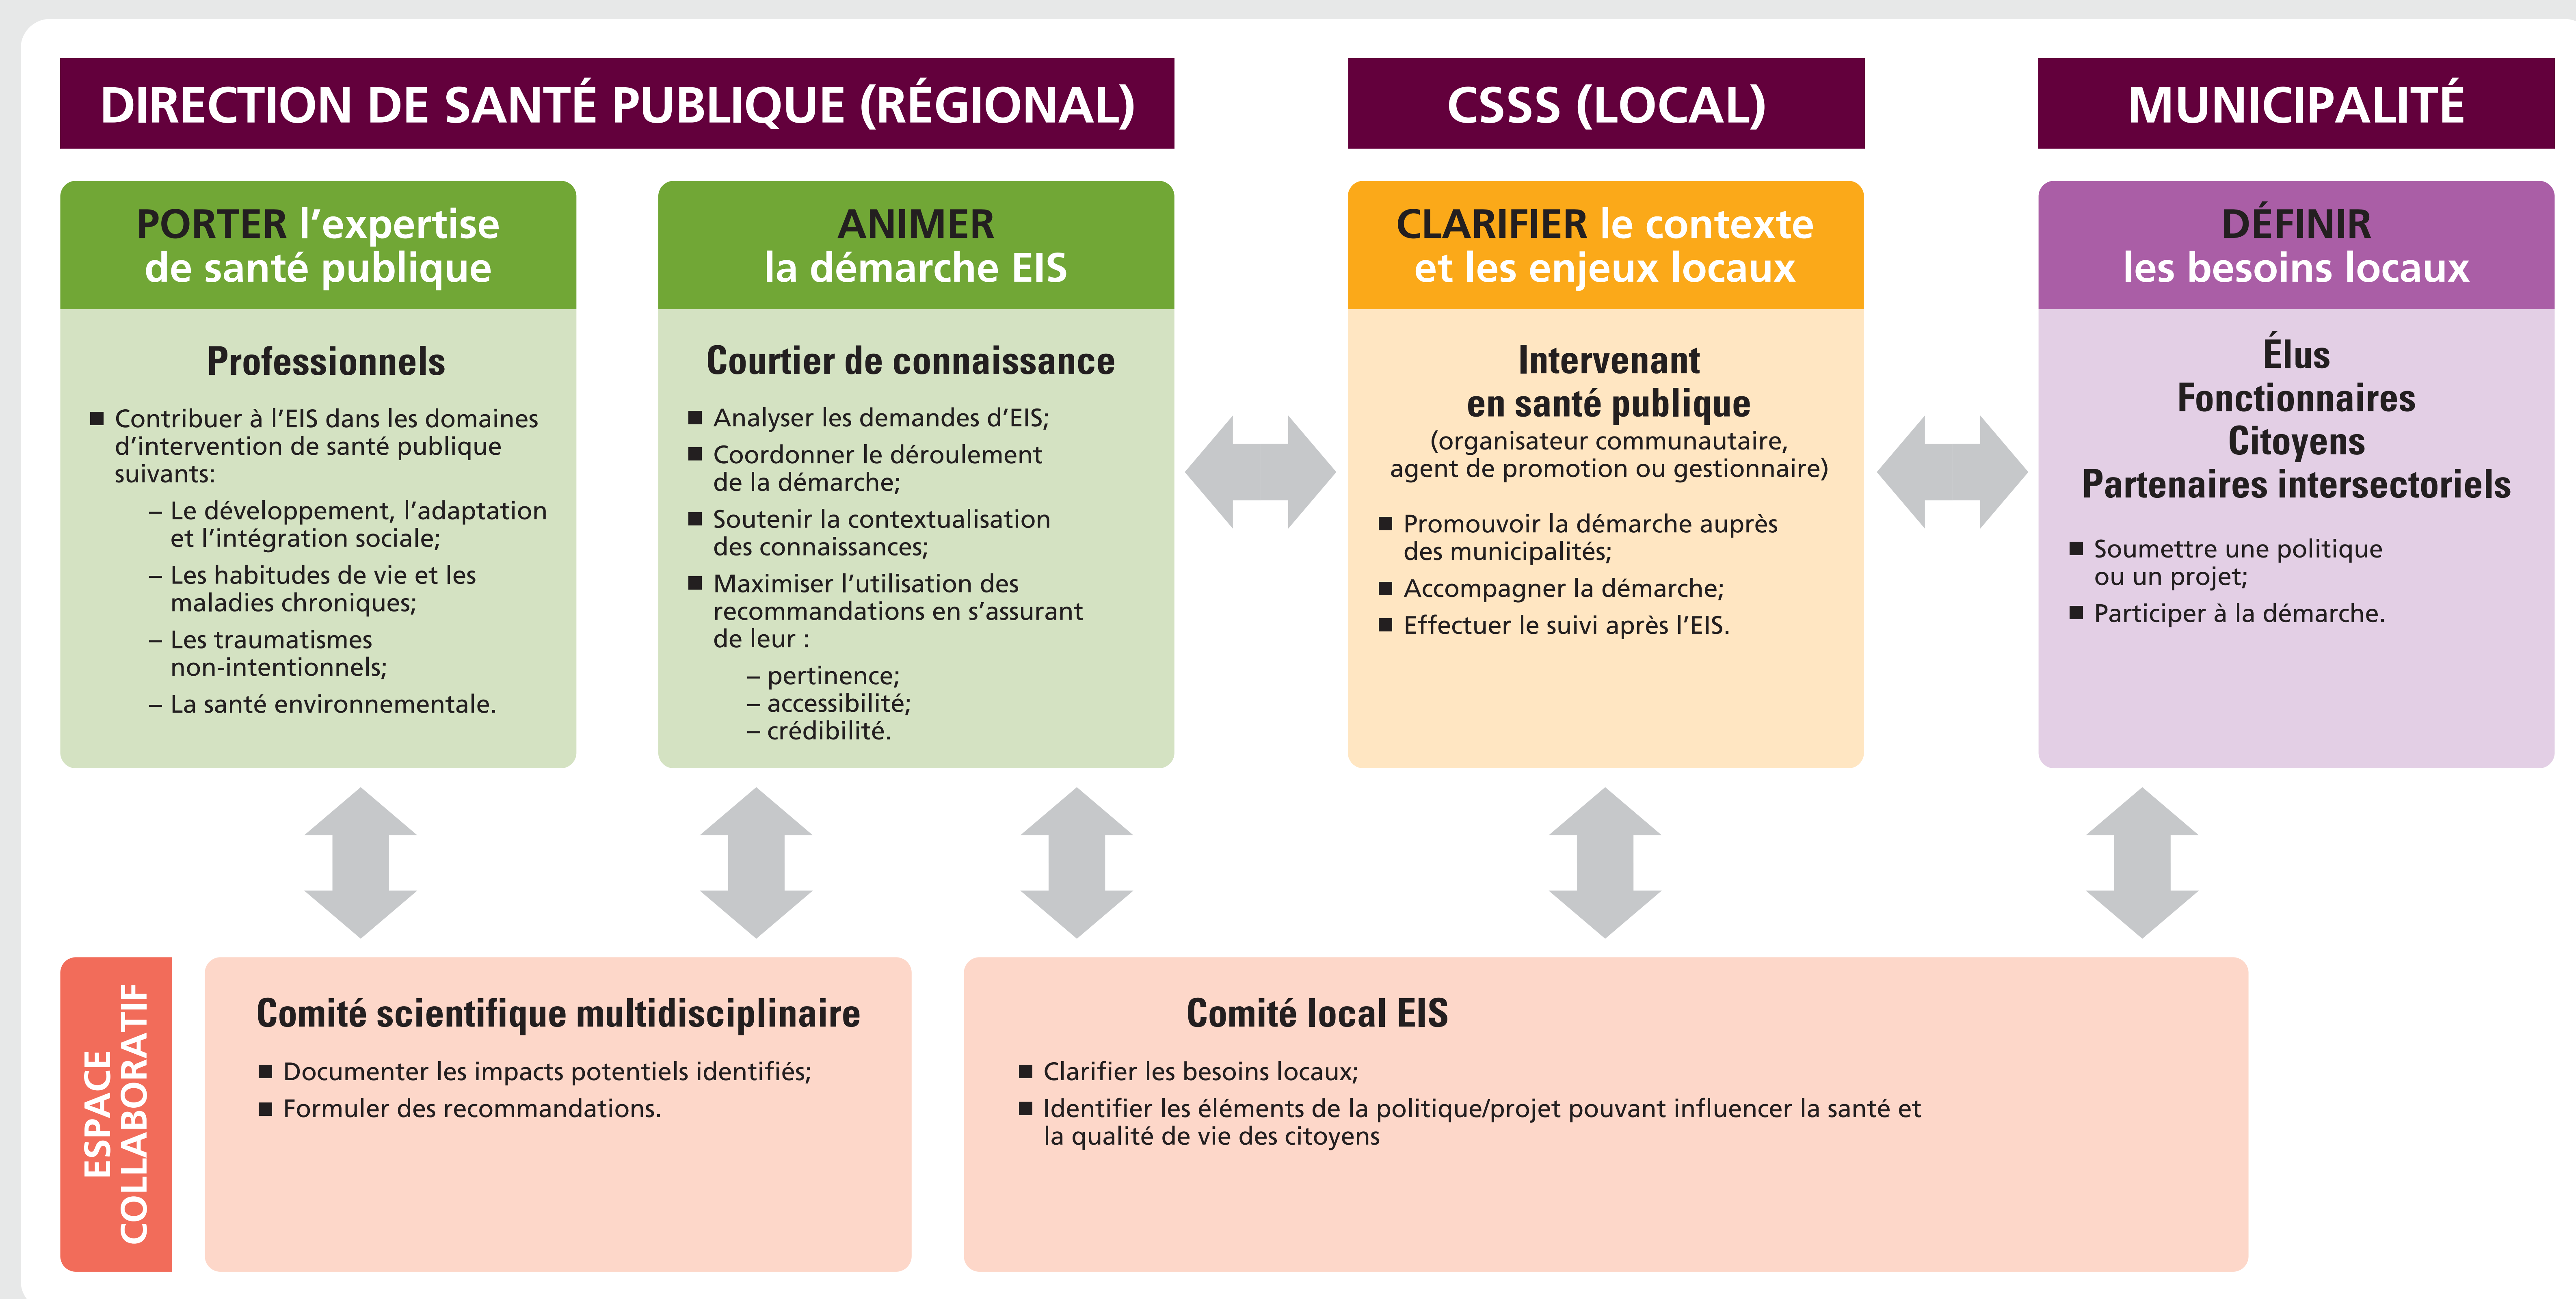 DIRECTION DE SANTÉ PUBLIQUE (RÉGIONAL)
CSSS (LOCAL)
MUNICIPALITÉ
PORTER l’expertise
de santé publique
Professionnels
■ Contribuer à l’EIS dans les domaines
d’intervention de santé publique
suivants:
– Le développement, l’adaptation
et l’intégration sociale;
– Les habitudes de vie et les
maladies chroniques;
– Les traumatismes
non-intentionnels;
– La santé environnementale.
ANIMER
la démarche EIS
Courtier de connaissance
■ Analyser les demandes d’EIS;
■ Coordonner le déroulement
de la démarche;
■ Soutenir la contextualisation
des connaissances;
■ Maximiser l’utilisation des
recommandations en s’assurant
de leur :
– pertinence;
– accessibilité;
– crédibilité.
CLARIFIER le contexte
et les enjeux locaux
Intervenant
en santé publique
(organisateur communautaire,
agent de promotion ou gestionnaire)
■ Promouvoir la démarche auprès
des municipalités;
■ Accompagner la démarche;
■ Effectuer le suivi après l’EIS.
DÉFINIR
les besoins locaux
Élus
Fonctionnaires
Citoyens
Partenaires intersectoriels
■ Soumettre une politique
ou un projet;
■ Participer à la démarche.
ESPACE
COLLABORATIF
Comité scientifique multidisciplinaire
■ Documenter les impacts potentiels identifiés;
■ Formuler des recommandations.
Comité local EIS
■ Clarifier les besoins locaux;
■ Identifier les éléments de la politique/projet pouvant influencer la santé et
la qualité de vie des citoyens